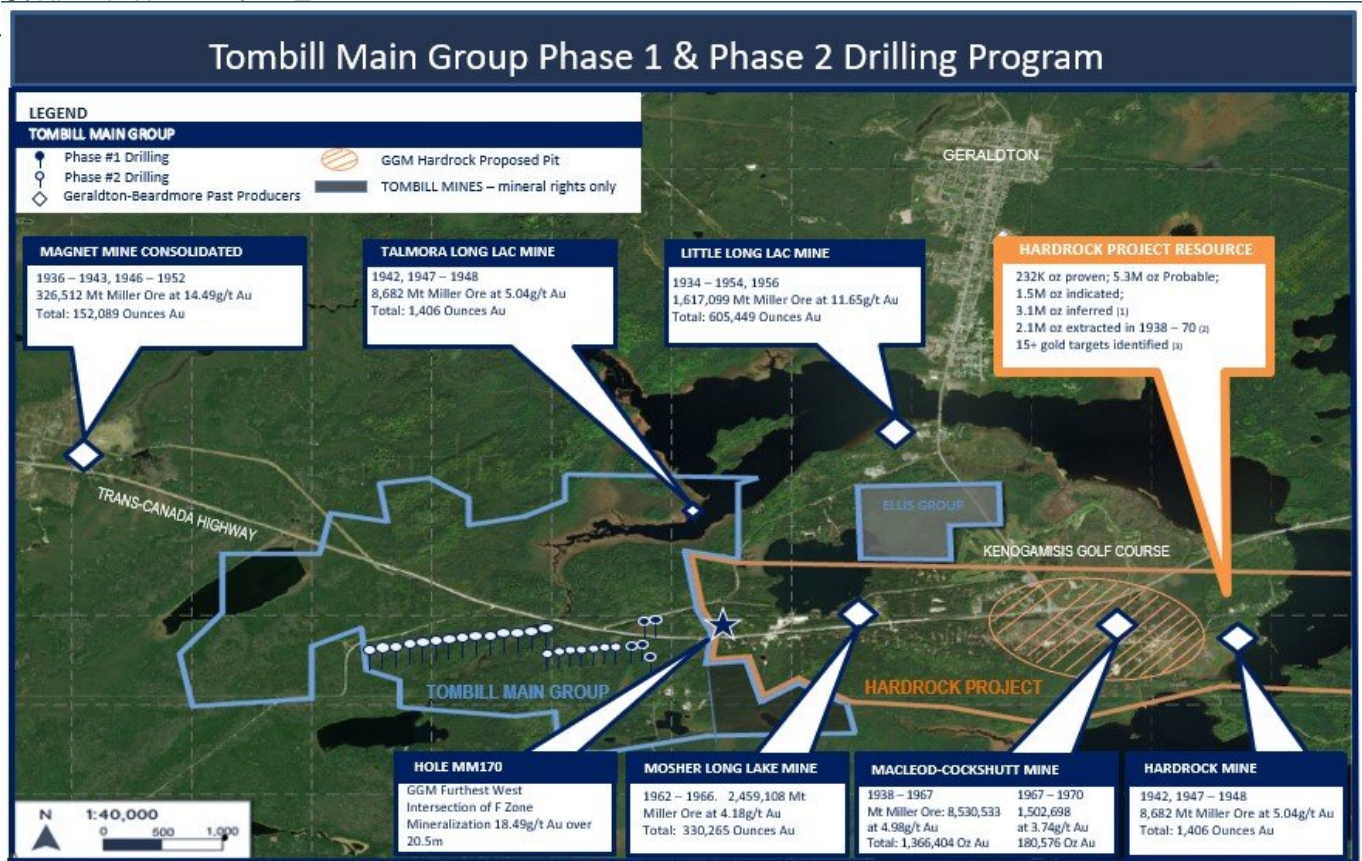 Tombill Main Group Phase 1 & Phase 2 Drilling Program
LEGEND
TOMBILL MAIN GROUP
Phase #1 Drilling
Phase #2 Drilling
Geraldton-Beardmore Past Producers
GGM Hardrock Proposed Pit
TOMBILL MINES – mineral rights only
GERALDTON
MAGNET MINE CONSOLIDATED
1936 – 1943, 1946 – 1952
326,512 Mt Miller Ore at 14.49g/t Au
Total: 152,089 Ounces Au
TALMORA LONG LAC MINE
1942, 1947 – 1948
8,682 Mt Miller Ore at 5.04g/t Au
Total: 1,406 Ounces Au
LITTLE LONG LAC MINE
1934 – 1954, 1956
1,617,099 Mt Miller Ore at 11.65g/t Au
Total: 605,449 Ounces Au
HARDROCK PROJECT RESOURCE
232K oz proven; 5.3M oz Probable;
1.5M oz indicated;
3.1M oz inferred (1)
2.1M oz extracted in 1938 – 70 (2)
15+ gold targets identified (3)
TRANS-CANADA HIGHWAY
ELLIS GROUP
KENOGAMISIS GOLF COURSE
TOMBILL MAIN GROUP
HARDROCK PROJECT
HOLE MM170
GGM Furthest West
Intersection of F Zone
Mineralization 18.49g/t Au over
20.5m
MOSHER LONG LAKE MINE
1962 – 1966. 2,459,108 Mt
Miller Ore at 4.18g/t Au
Total: 330,265 Ounces Au
MACLEOD-COCKSHUTT MINE
1938 – 1967
Mt Miller Ore: 8,530,533
at 4.98g/t Au
Total: 1,366,404 Oz Au
1967 – 1970
1,502,698
at 3.74g/t Au
180,576 Oz Au
HARDROCK MINE
1942, 1947 – 1948
8,682 Mt Miller Ore at 5.04g/t Au
Total: 1,406 Ounces Au
N
1:40,000
0 500 1,000